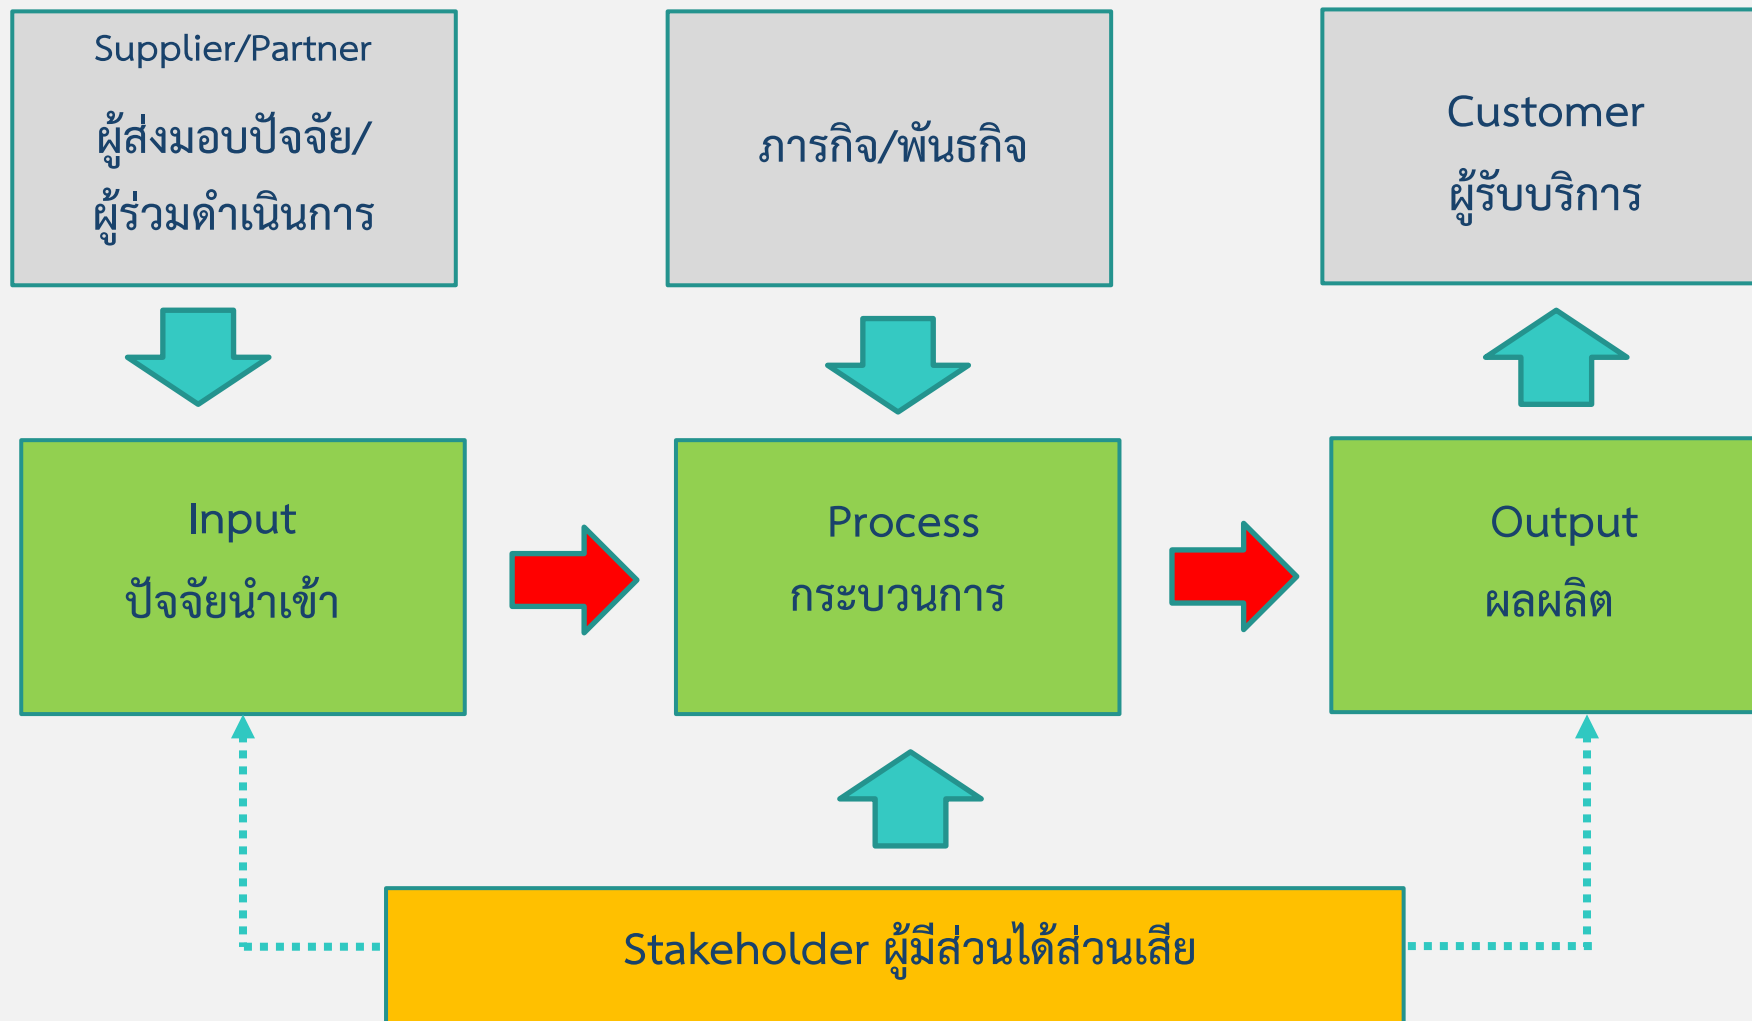 Supplier/Partner
ผู้ส่งมอบปัจจัย/
ผู้ร่วมดำเนินการ
ภารกิจ/พันธกิจ
Customer
ผู้รับบริการ
Input
ปัจจัยนำเข้า
Process
กระบวนการ
Output
ผลผลิต
Stakeholder ผู้มีส่วนได้ส่วนเสีย